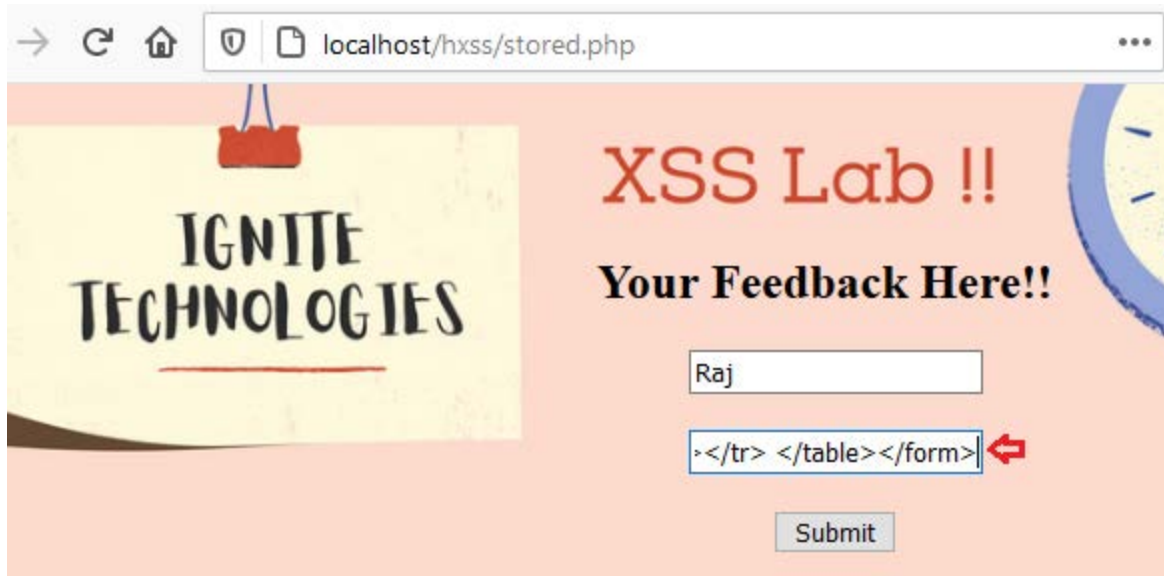 localhost/hxss/stored.php
IGNITE
TECHNOLOGIES
XSS Lab !!
Your Feedback Here!!
Raj
></tr> </table></form>
Submit